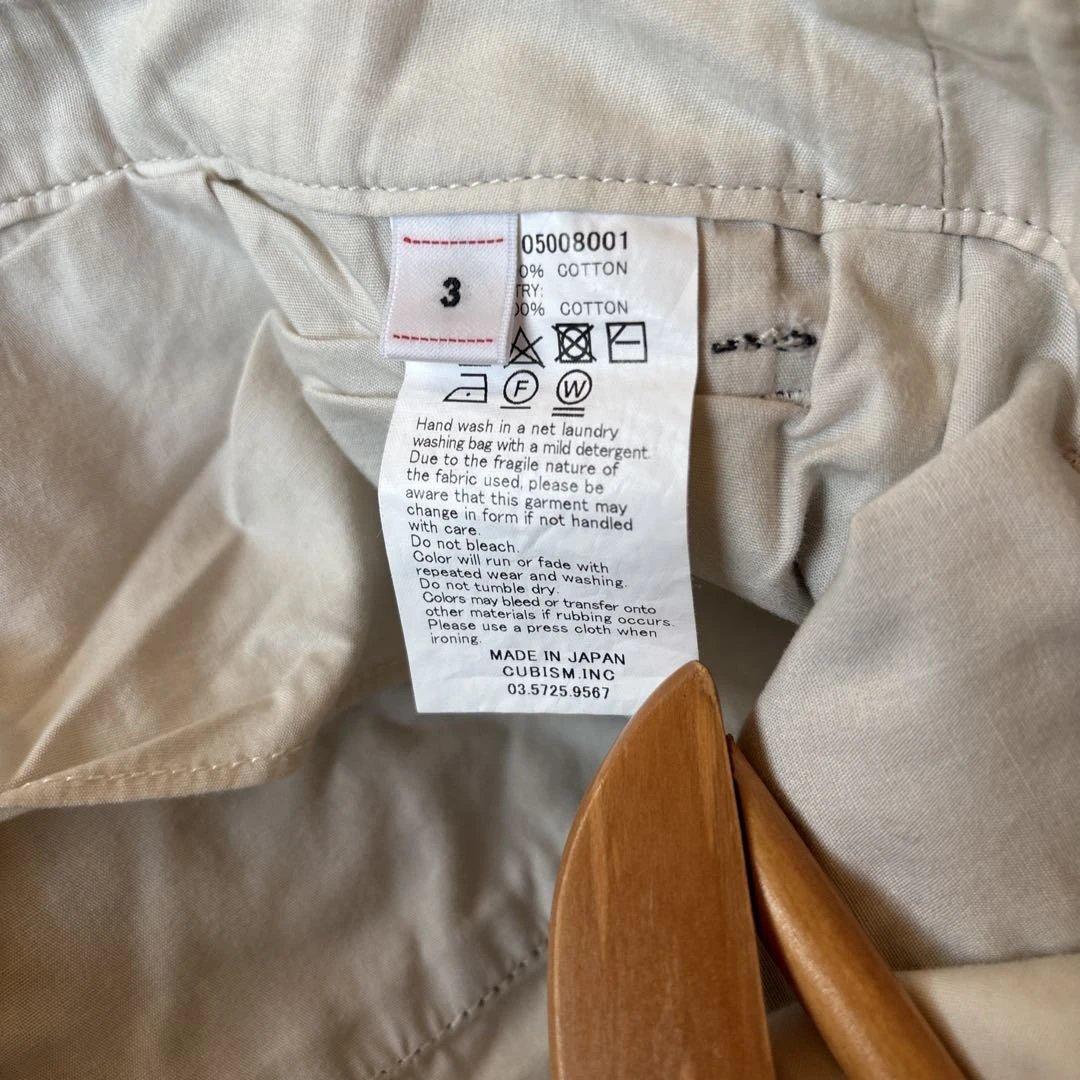 3
05008001
0% COTTON
TRY:
00% COTTON
F
W
Hand wash in a net laundry
washing bag with a mild detergent.
Due to the fragile nature of
the fabric used, please be
aware that this garment may
change in form if not handled
with care.
Do not bleach.
Color will run or fade with
repeated wear and washing.
Do not tumble dry.
Colors may bleed or transfer onto
other materials if rubbing occurs.
Please use a press cloth when
ironing.
MADE IN JAPAN
CUBISM.INC
03.5725.9567